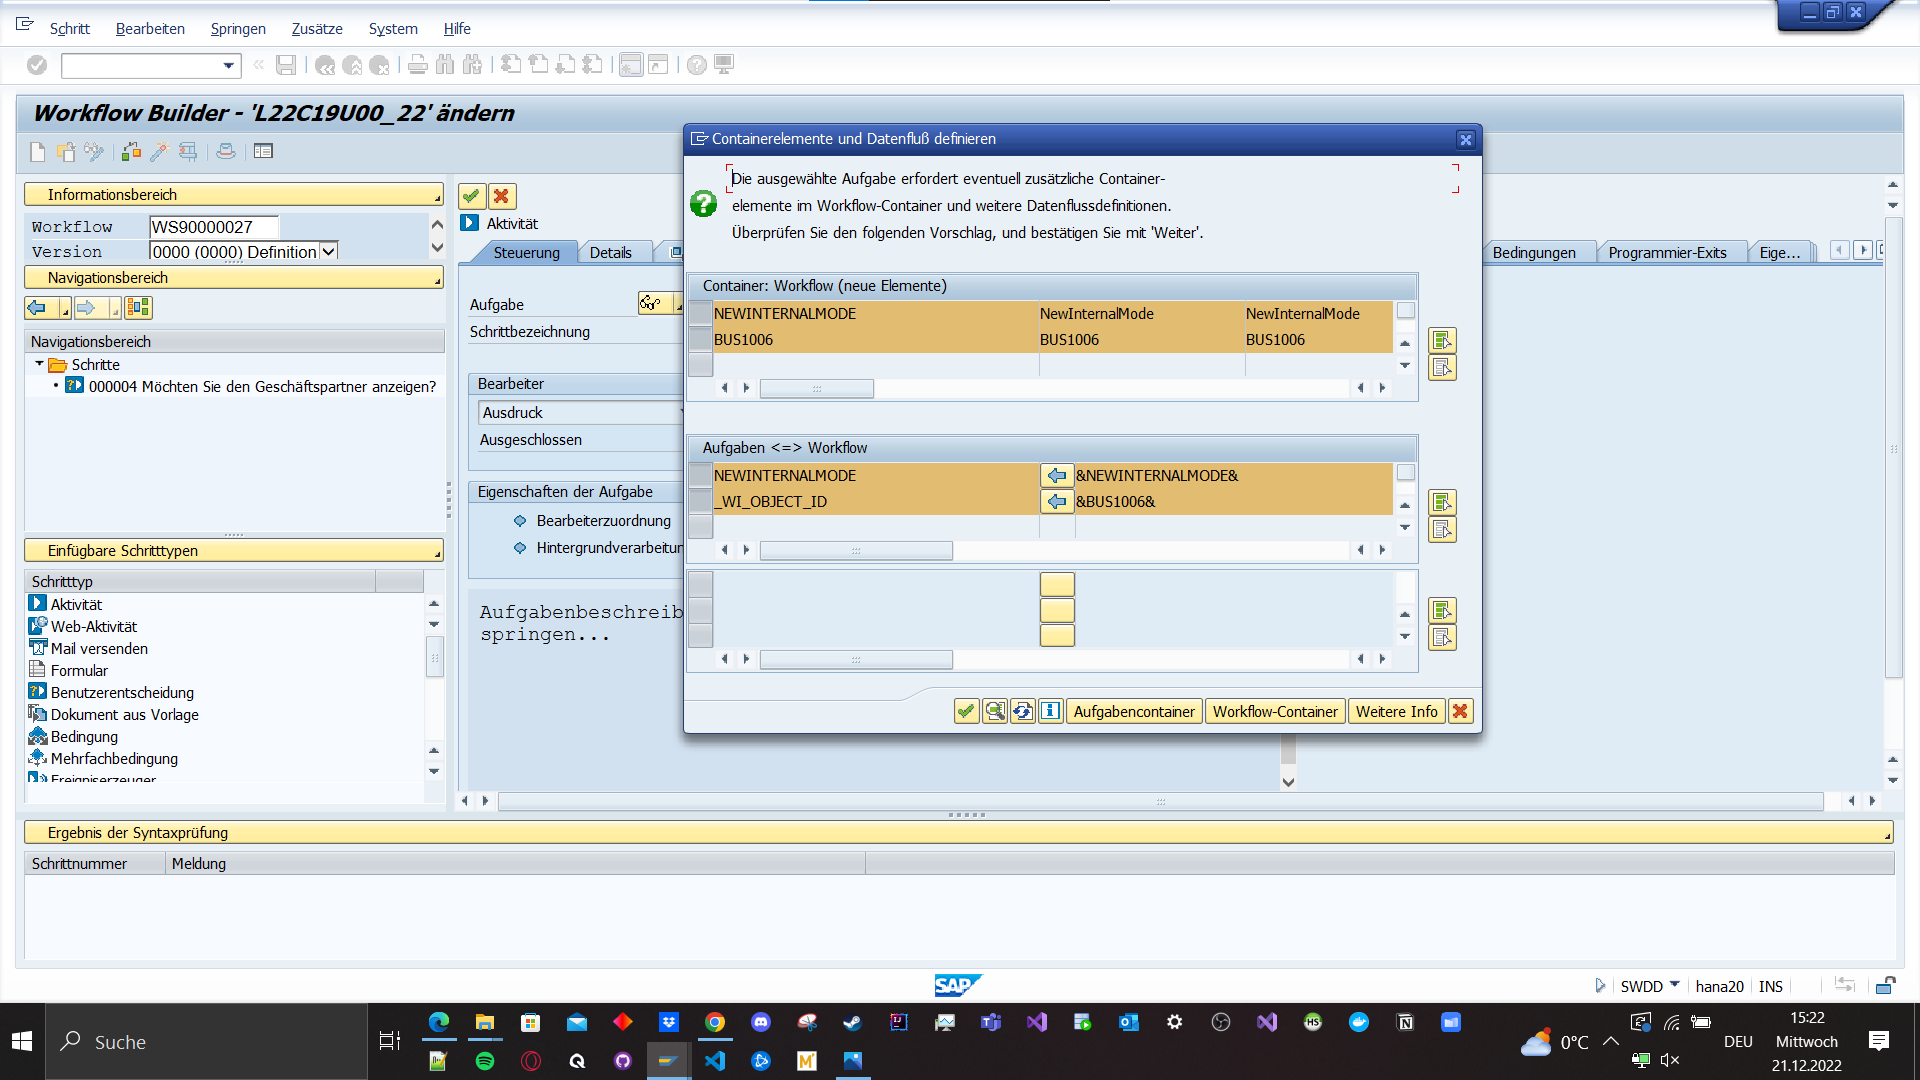 Schritt Bearbeiten Springen Zusätze System Hilfe
Workflow Builder - 'L22C19U00_22' ändern
Informationsbereich
Workflow WS90000027
Version 0000 (0000) Definition
Navigationsbereich
Navigationsbereich
Schritte
000004 Möchten Sie den Geschäftspartner anzeigen?
Einfügbare Schritttypen
Schritttyp
Aktivität
Web-Aktivität
Mail versenden
Formular
Benutzerentscheidung
Dokument aus Vorlage
Bedingung
Mehrfachbedingung
Ereigniserzeuger
Aktivität
Steuerung Details
Bedingungen Programmier-Exits Eige...
Aufgabe
Schrittbezeichnung
Bearbeiter
Ausdruck
Ausgeschlossen
Eigenschaften der Aufgabe
Bearbeiterzuordnung
Hintergrundverarbeitun
Aufgabenbeschreib
springen...
Containerelemente und Datenfluß definieren
Die ausgewählte Aufgabe erfordert eventuell zusätzliche Container-
elemente im Workflow-Container und weitere Datenflussdefinitionen.
Überprüfen Sie den folgenden Vorschlag, und bestätigen Sie mit 'Weiter'.
Container: Workflow (neue Elemente)
NEWINTERNALMODE NewInternalMode NewInternalMode
BUS1006 BUS1006 BUS1006
Aufgaben <=> Workflow
NEWINTERNALMODE &NEWINTERNALMODE&
_WI_OBJECT_ID &BUS1006&
Aufgabencontainer Workflow-Container Weitere Info
Ergebnis der Syntaxprüfung
Schrittnummer Meldung
SAP
SWDD hana20 INS
Suche
0°C
DEU
15:22
Mittwoch
21.12.2022